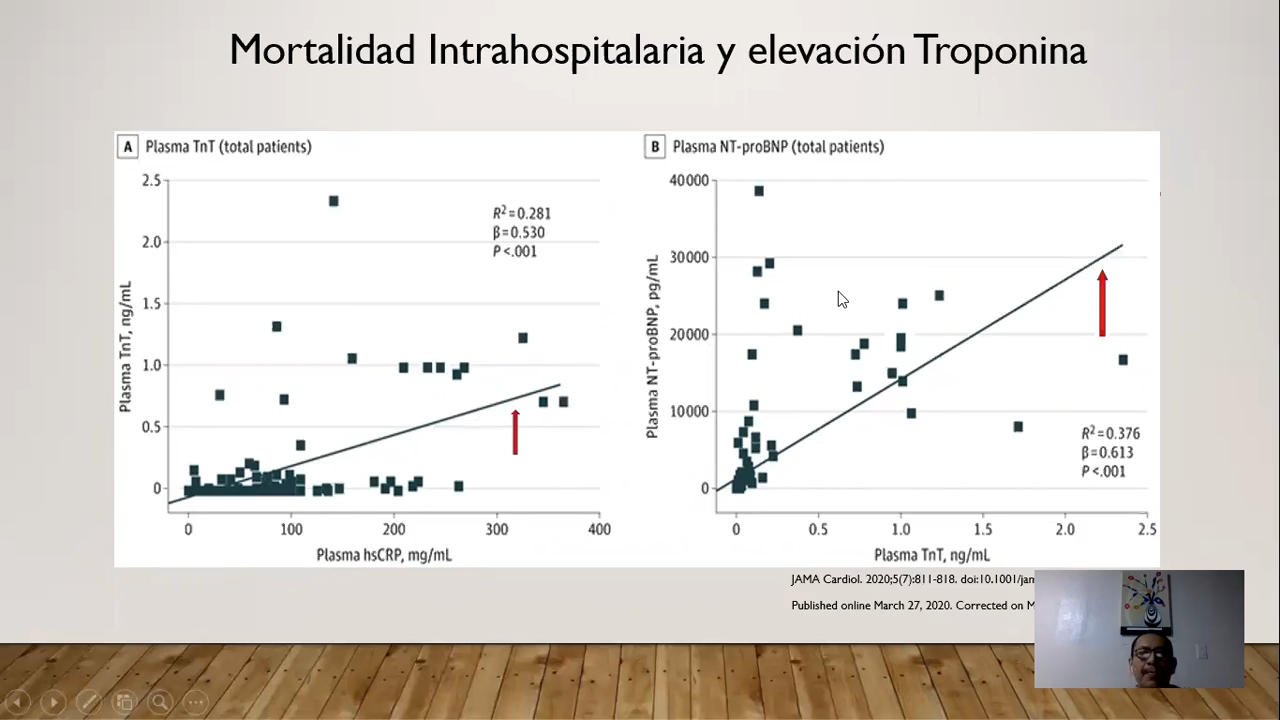 Mortalidad Intrahospitalaria y elevación Troponina
A Plasma TnT (total patients)
2.5
2.0
1.5
1.0
0.5
0
Plasma TnT, ng/mL
R²=0.281
β=0.530
P<.001
0 100 200 300 400
Plasma hsCRP, mg/mL
B Plasma NT-proBNP (total patients)
40000
30000
20000
10000
0
Plasma NT-proBNP, pg/mL
R²=0.376
β=0.613
P<.001
0 0.5 1.0 1.5 2.0 2.5
Plasma TnT, ng/mL
JAMA Cardiol. 2020;5(7):811-818. doi:10.1001/jam
Published online March 27, 2020. Corrected on M